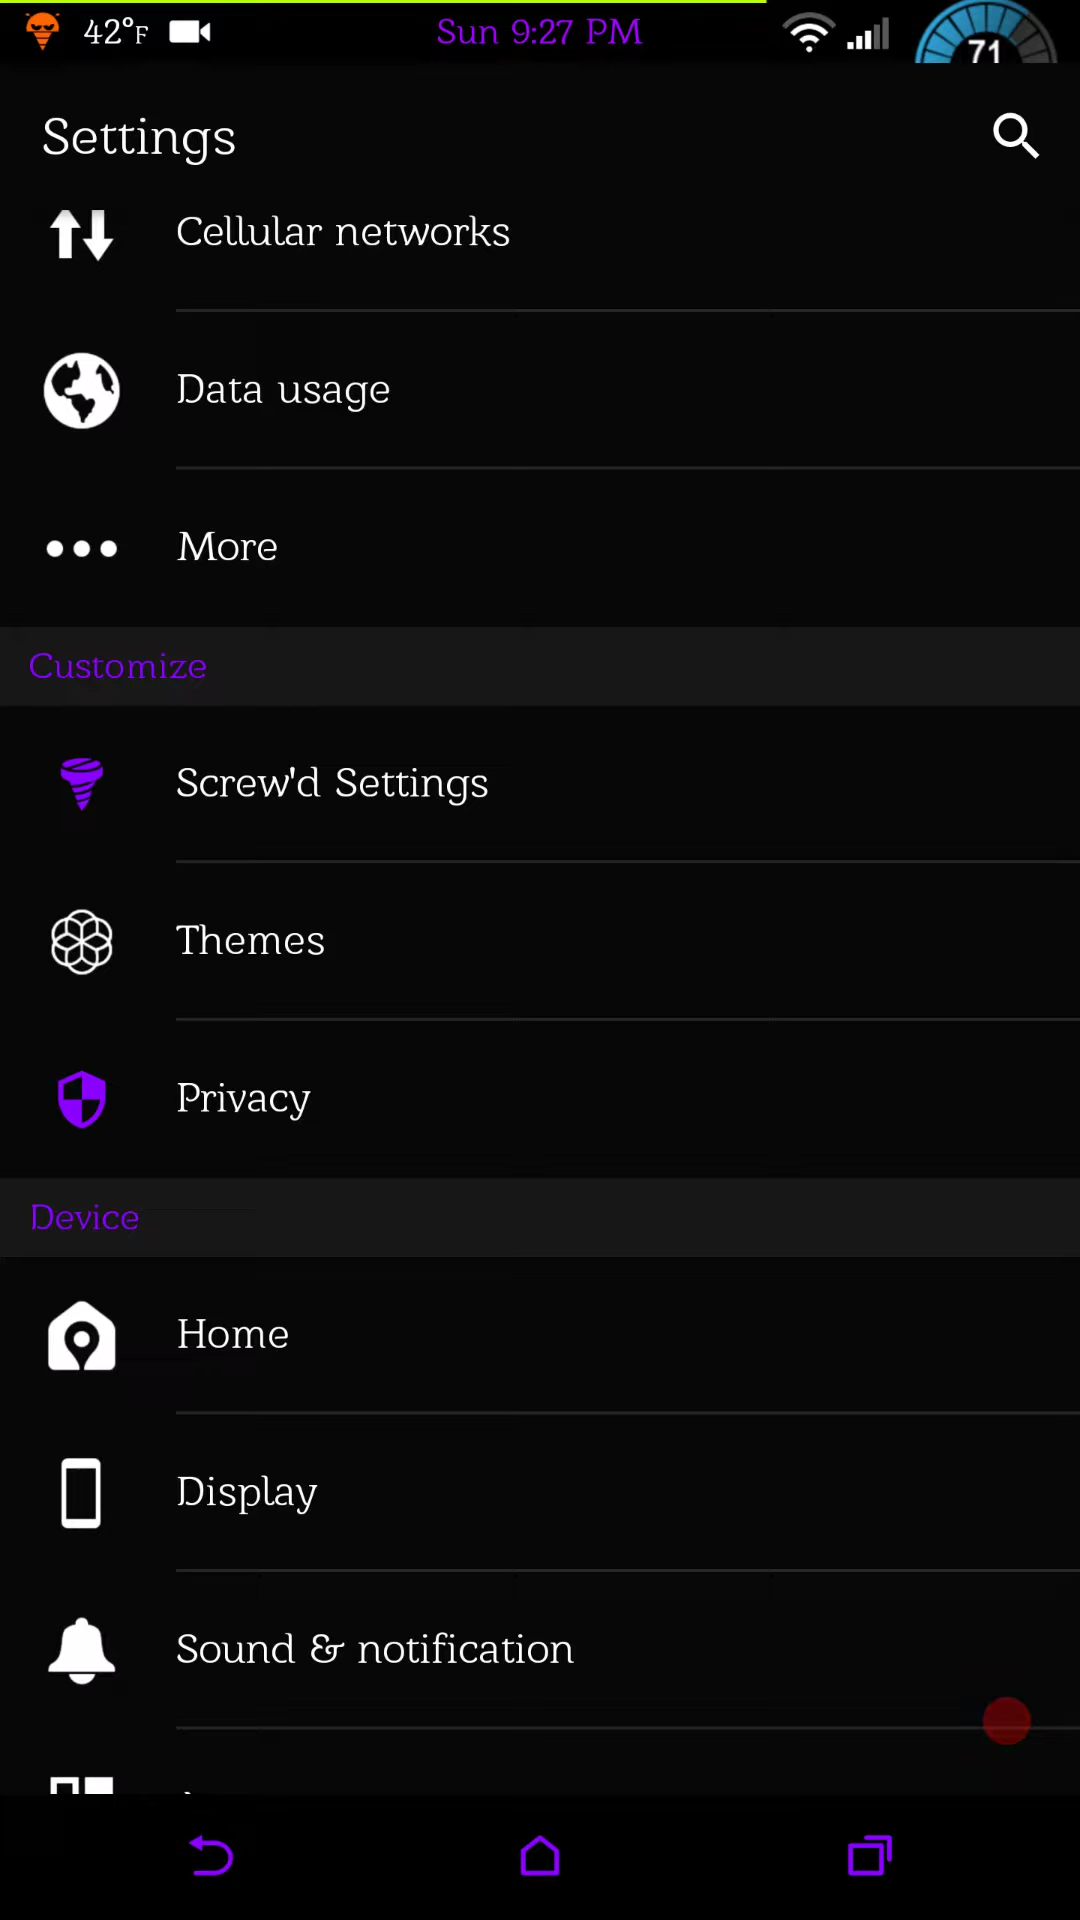 42°F Sun 9:27 PM 71
Settings
Cellular networks
Data usage
More
Customize
Screw'd Settings
Themes
Privacy
Device
Home
Display
Sound & notification